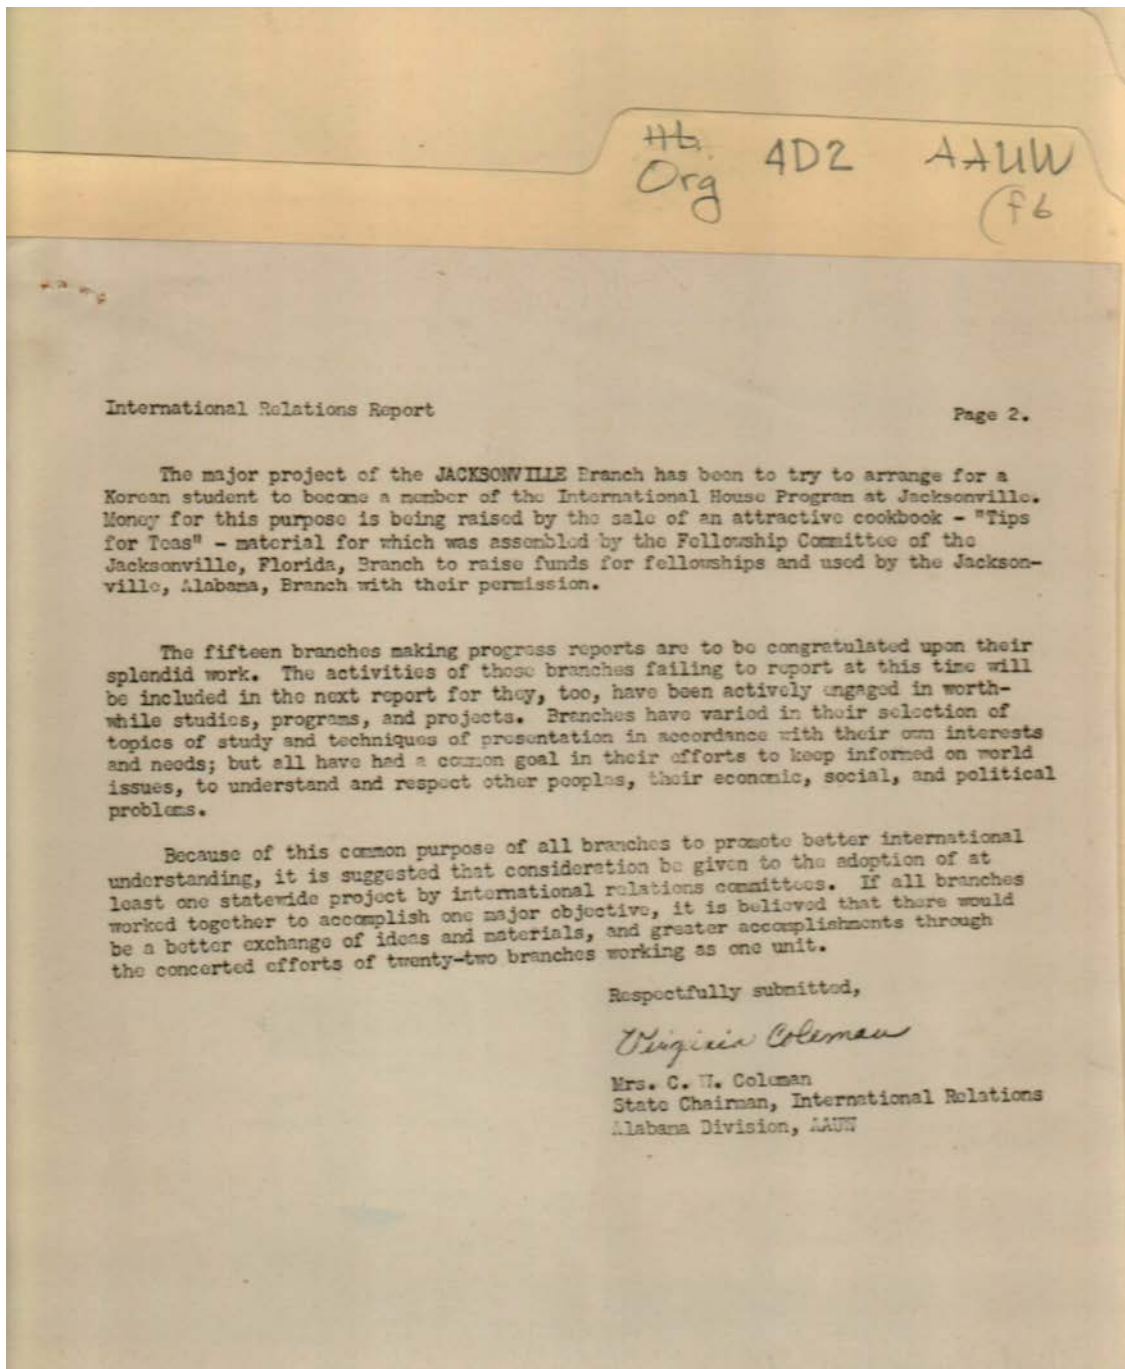 Org 4D2 AAUW
(f6
International Relations Report Page 2.
The major project of the JACKSONVILLE Branch has been to try to arrange for a
Korean student to become a member of the International House Program at Jacksonville.
Money for this purpose is being raised by the sale of an attractive cookbook - "Tips
for Teas" - material for which was assembled by the Fellowship Committee of the
Jacksonville, Florida, Branch to raise funds for fellowships and used by the Jackson-
ville, Alabama, Branch with their permission.
The fifteen branches making progress reports are to be congratulated upon their
splendid work. The activities of those branches failing to report at this time will
be included in the next report for they, too, have been actively engaged in worth-
while studies, programs, and projects. Branches have varied in their selection of
topics of study and techniques of presentation in accordance with their own interests
and needs; but all have had a common goal in their efforts to keep informed on world
issues, to understand and respect other peoples, their economic, social, and political
problems.
Because of this common purpose of all branches to promote better international
understanding, it is suggested that consideration be given to the adoption of at
least one statewide project by international relations committees. If all branches
worked together to accomplish one major objective, it is believed that there would
be a better exchange of ideas and materials, and greater accomplishments through
the concerted efforts of twenty-two branches working as one unit.
Respectfully submitted,
Virginia Coleman
Mrs. C. W. Coleman
State Chairman, International Relations
Alabama Division, AAUW